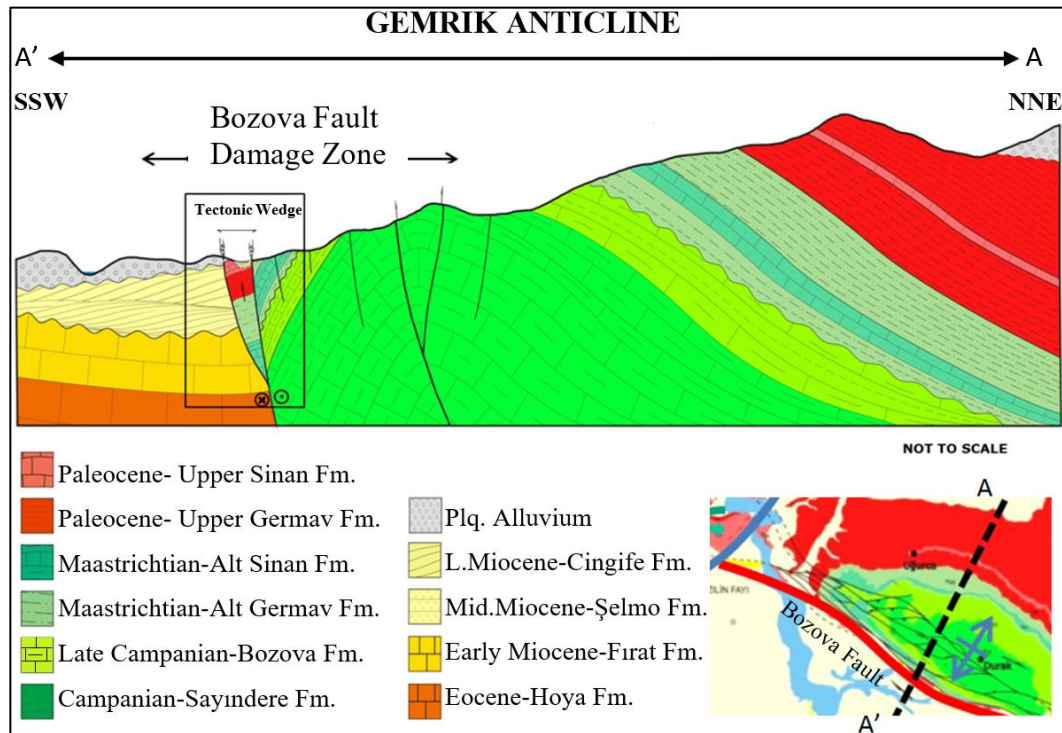 GEMRIK ANTICLINE
A’ A
SSW NNE
Bozova Fault
Damage Zone
Tectonic Wedge
NOT TO SCALE
Paleocene- Upper Sinan Fm.
Paleocene- Upper Germav Fm.
Maastrichtian-Alt Sinan Fm.
Maastrichtian-Alt Germav Fm.
Late Campanian-Bozova Fm.
Campanian-Sayındere Fm.
Plq. Alluvium
L.Miocene-Cingife Fm.
Mid.Miocene-Şelmo Fm.
Early Miocene-Fırat Fm.
Eocene-Hoya Fm.
A
Uğurca
ZILIN FAYI
Bozova Fault
Durak
A’